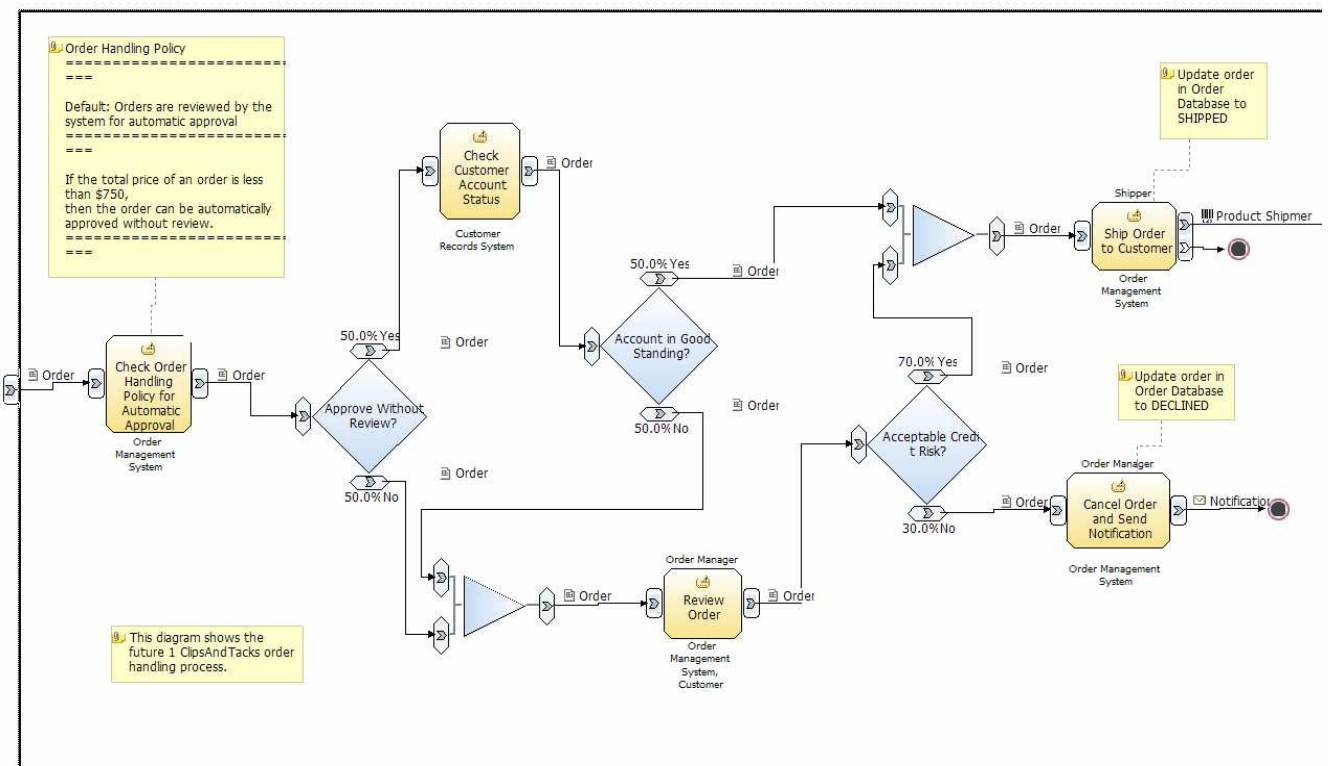 Order Handling Policy
==========================
===
Default: Orders are reviewed by the
system for automatic approval
==========================
===
If the total price of an order is less
than $750,
then the order can be automatically
approved without review.
==========================
===
Order
Check Order
Handling
Policy for
Automatic
Approval
Order
Management
System
Order
50.0%Yes
Order
Approve Without
Review?
50.0%No
Order
Check
Customer
Account
Status
Customer
Records System
Order
50.0%Yes
Order
Account in Good
Standing?
50.0%No
Order
Order
Order Manager
Review
Order
Order
Management
System,
Customer
Order
70.0%Yes
Order
Acceptable Credi
t Risk?
30.0%No
Order
Order
Update order
in Order
Database to
SHIPPED
Shipper
Ship Order
to Customer
Order
Management
System
Product Shipmer
Update order in
Order Database
to DECLINED
Order Manager
Cancel Order
and Send
Notification
Order Management
System
Notification
This diagram shows the
future 1 ClipsAndTacks order
handling process.